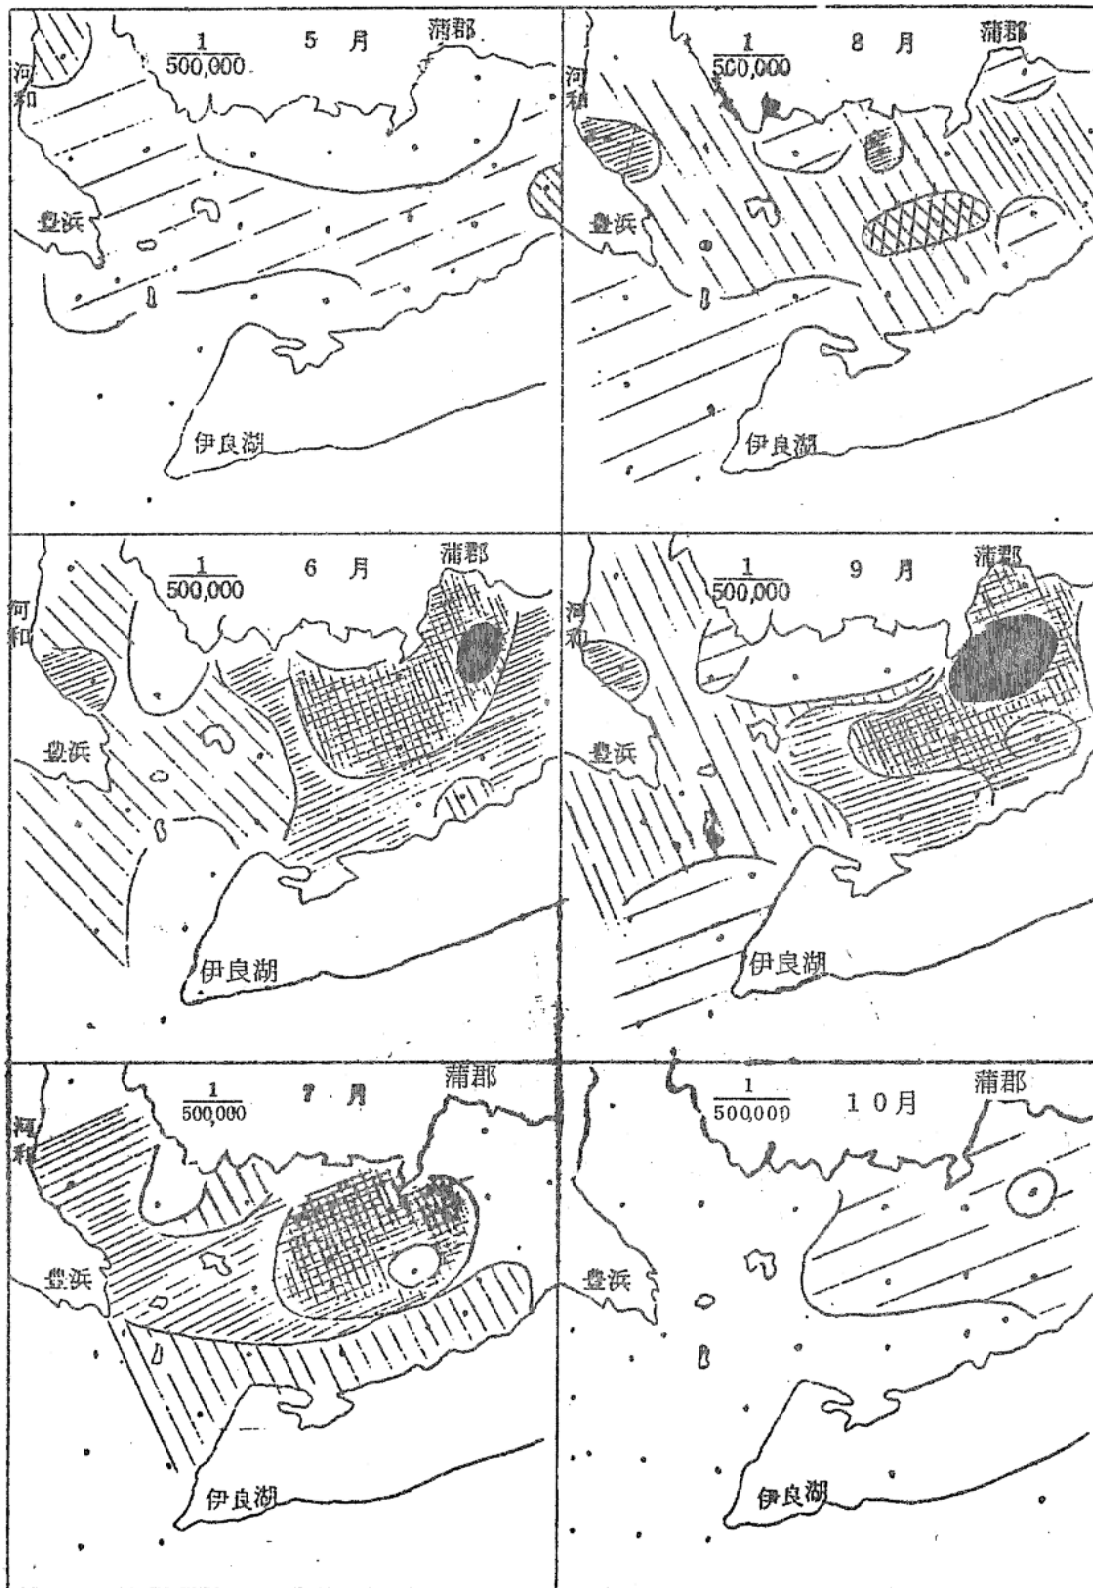 1/500,000
5 月
蒲郡
河和
豊浜
伊良湖
1/500,000
8 月
蒲郡
河和
豊浜
伊良湖
1/500,000
6 月
蒲郡
河和
豊浜
伊良湖
1/500,000
9 月
蒲郡
河和
豊浜
伊良湖
1/500,000
7 月
蒲郡
河和
豊浜
伊良湖
1/500,000
10月
蒲郡
豊浜
伊良湖